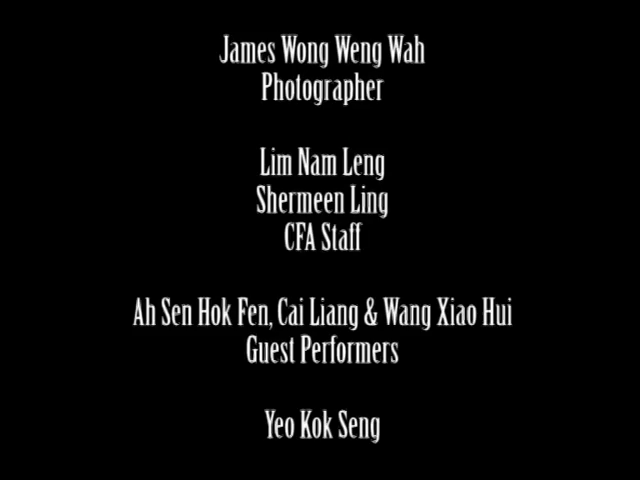 James Wong Weng Wah
Photographer
Lim Nam Leng
Shermeen Ling
CFA Staff
Ah Sen Hok Fen, Cai Liang & Wang Xiao Hui
Guest Performers
Yeo Kok Seng